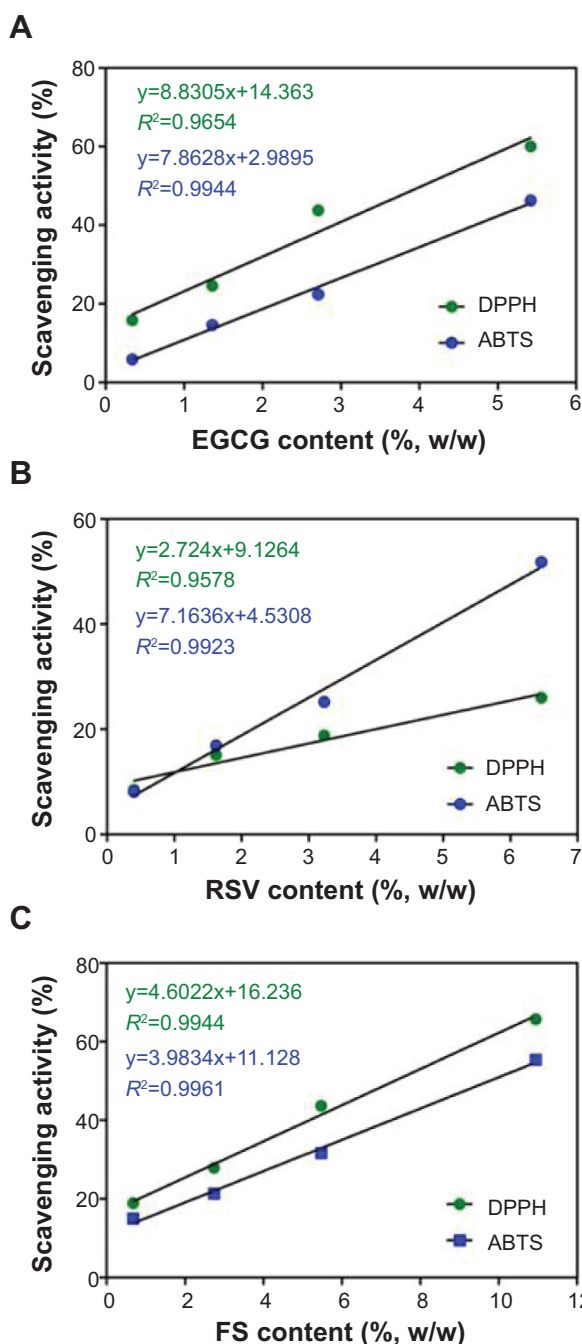 A
80
60
40
20
0
Scavenging activity (%)
y=8.8305x+14.363
R²=0.9654
y=7.8628x+2.9895
R²=0.9944
DPPH
ABTS
0 1 2 3 4 5 6
EGCG content (%, w/w)
B
60
40
20
0
Scavenging activity (%)
y=2.724x+9.1264
R²=0.9578
y=7.1636x+4.5308
R²=0.9923
DPPH
ABTS
0 1 2 3 4 5 6 7
RSV content (%, w/w)
C
80
60
40
20
0
Scavenging activity (%)
y=4.6022x+16.236
R²=0.9944
y=3.9834x+11.128
R²=0.9961
DPPH
ABTS
0 2 4 6 8 10 12
FS content (%, w/w)